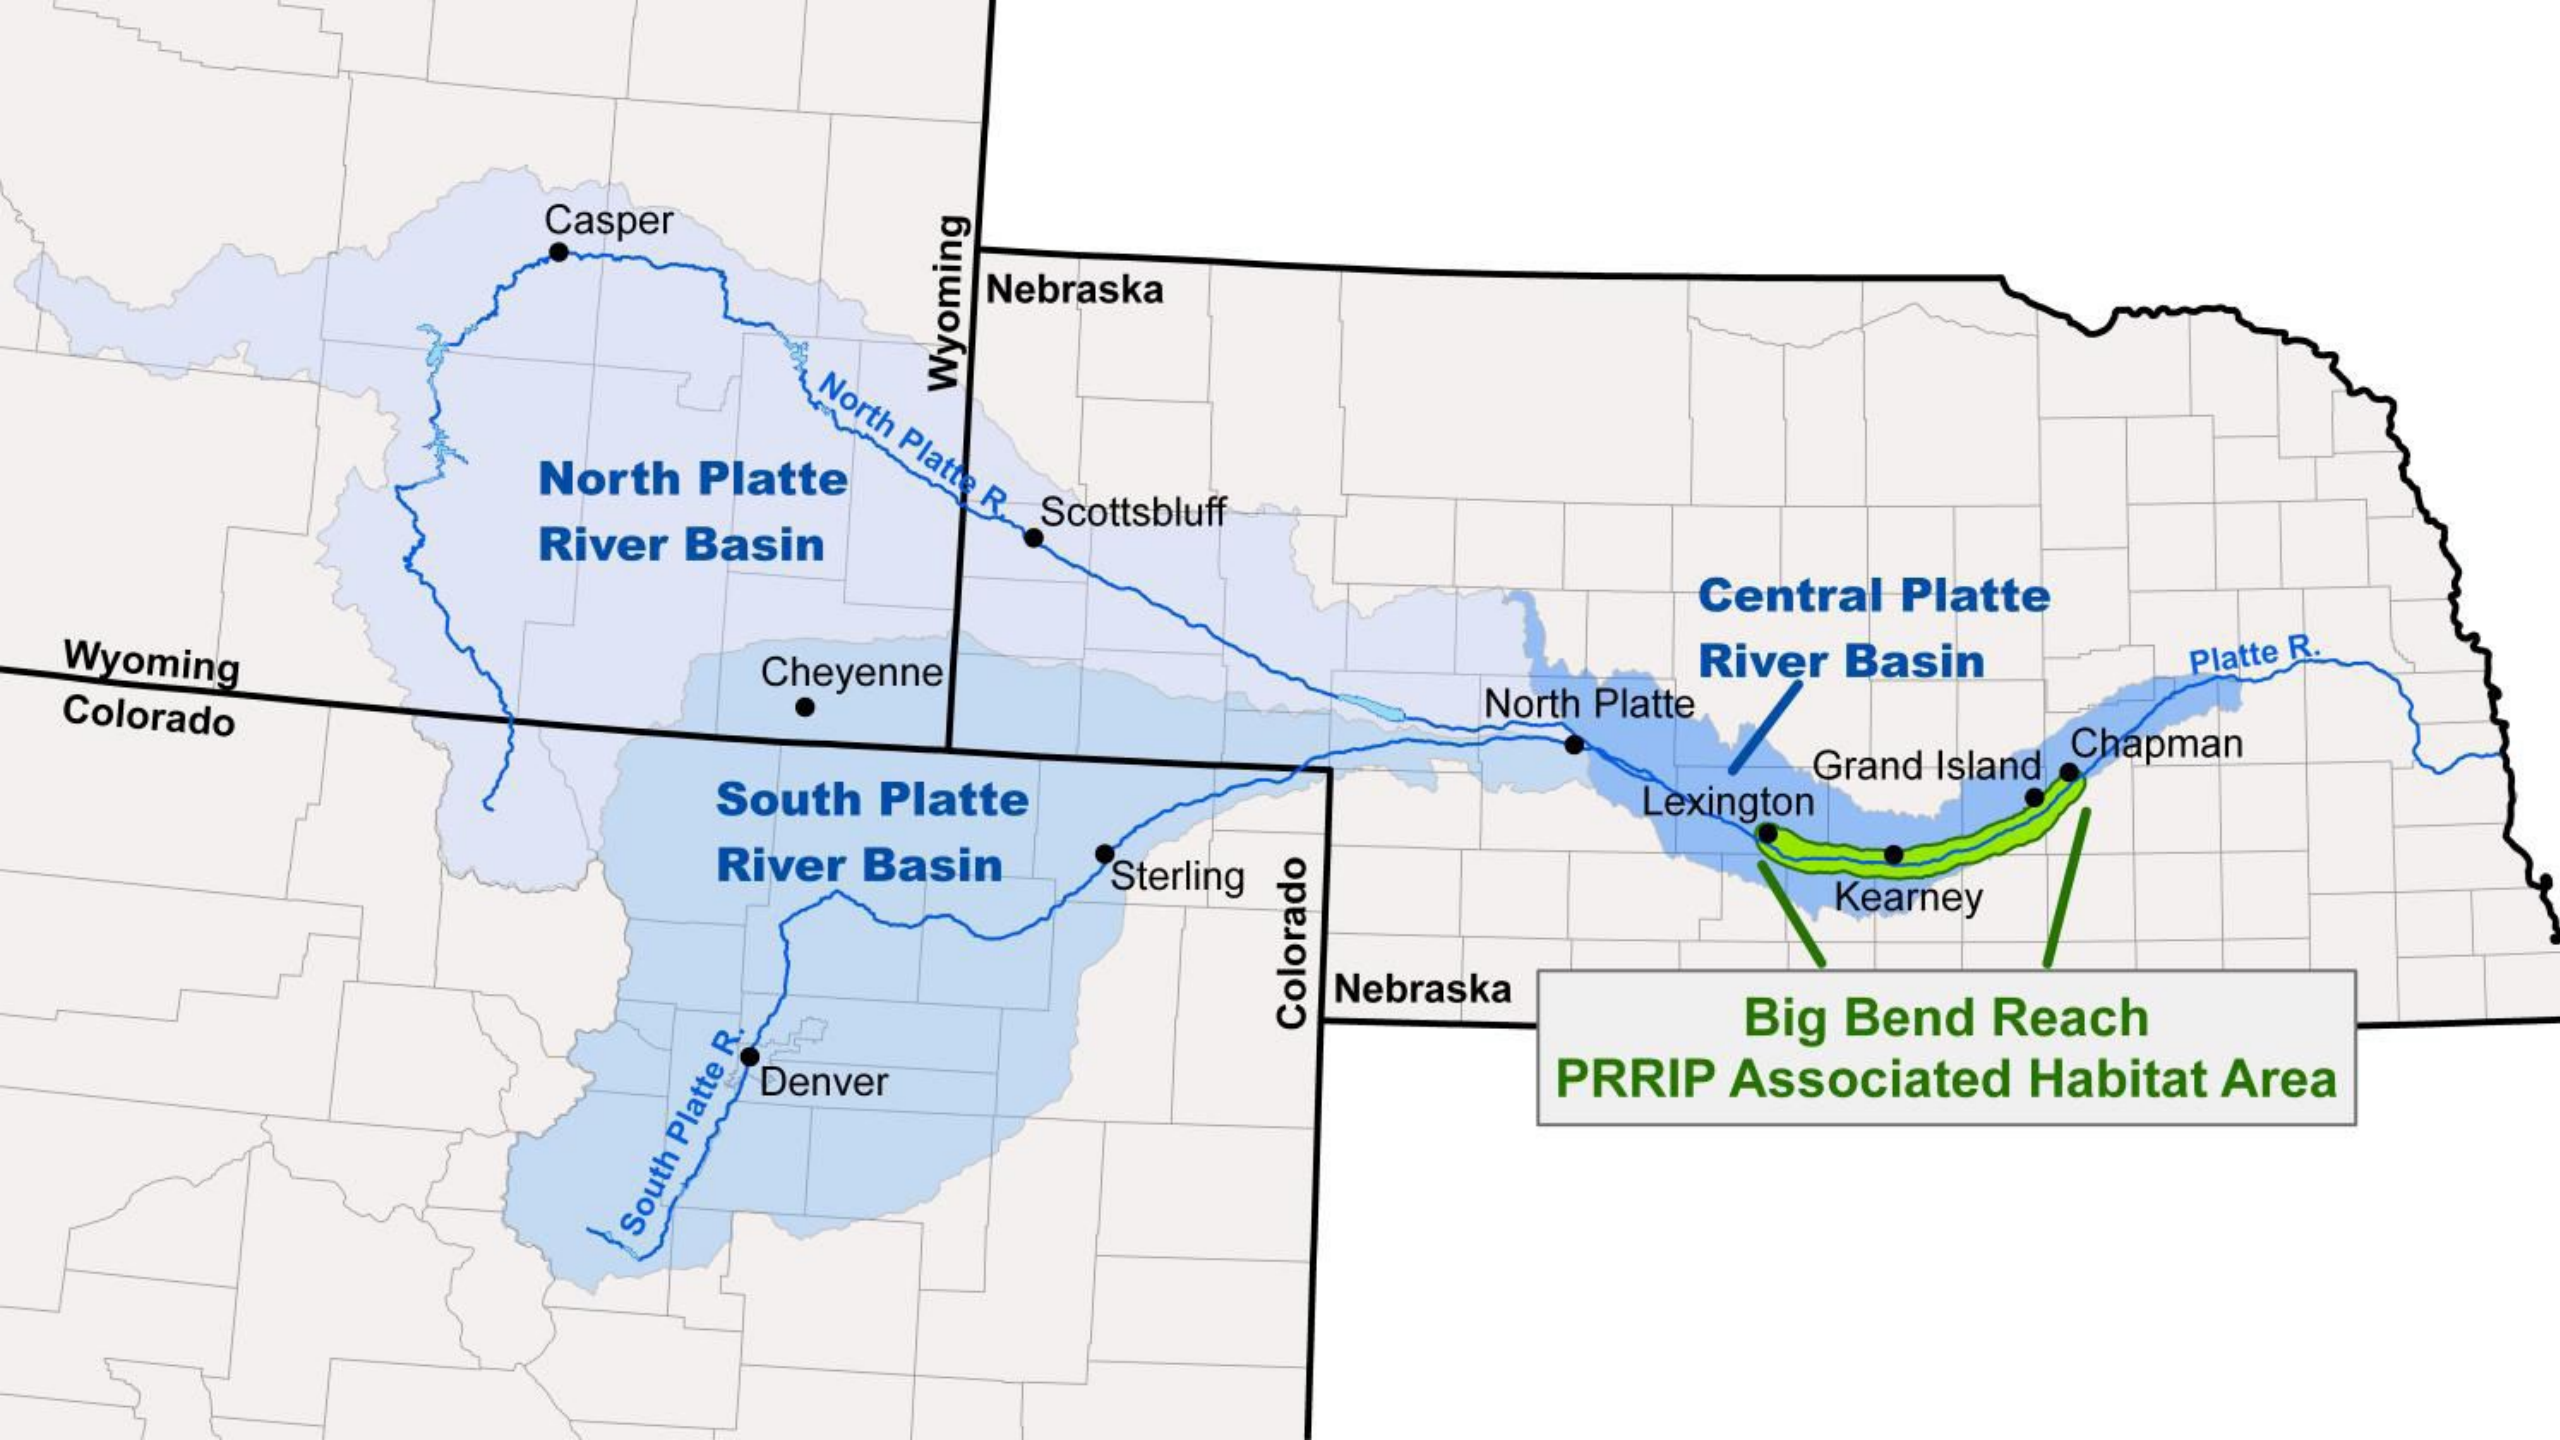 Casper
Wyoming
Nebraska
North Platte R.
North Platte
River Basin
Scottsbluff
Central Platte
River Basin
Platte R.
Wyoming
Colorado
Cheyenne
North Platte
Chapman
Grand Island
Lexington
South Platte
River Basin
Sterling
Kearney
Colorado
Nebraska
Big Bend Reach
PRRIP Associated Habitat Area
South Platte R.
Denver